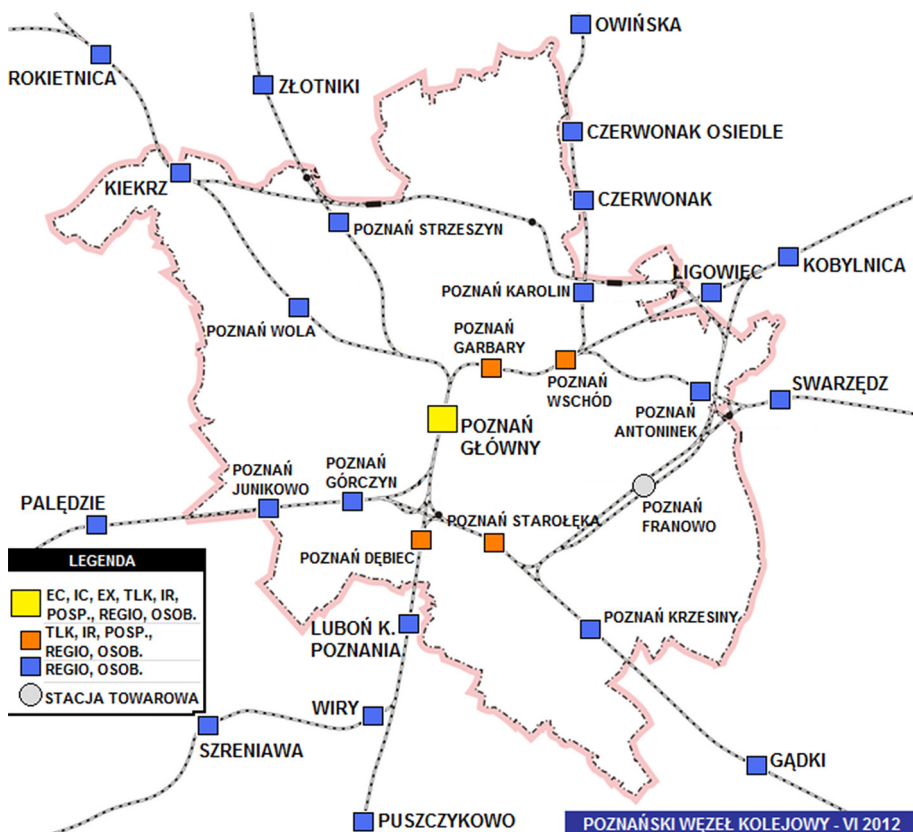 OWIŃSKA
ROKIETNICA
ZŁOTNIKI
CZERWONAK OSIEDLE
KIEKRZ
CZERWONAK
POZNAŃ STRZESZYN
LIGOWIEC
KOBYLNICA
POZNAŃ KAROLIN
POZNAŃ WOLA
POZNAŃ
GARBARY
POZNAŃ
WSCHÓD
SWARZĘDZ
POZNAŃ
ANTONINEK
POZNAŃ
GŁÓWNY
POZNAŃ
JUNIKOWO
POZNAŃ
GÓRCZYN
PALĘDZIE
POZNAŃ STAROŁĘKA
POZNAŃ
FRANOWO
POZNAŃ DĘBIEC
LEGENDA
EC, IC, EX, TLK, IR,
POSP., REGIO, OSOB.
TLK, IR, POSP.,
REGIO, OSOB.
REGIO, OSOB.
STACJA TOWAROWA
LUBOŃ K.
POZNANIA
POZNAŃ KRZESINY
WIRY
SZRENIAWA
GĄDKI
PUSZCZYKOWO
POZNAŃSKI WĘZEŁ KOLEJOWY - VI 2012